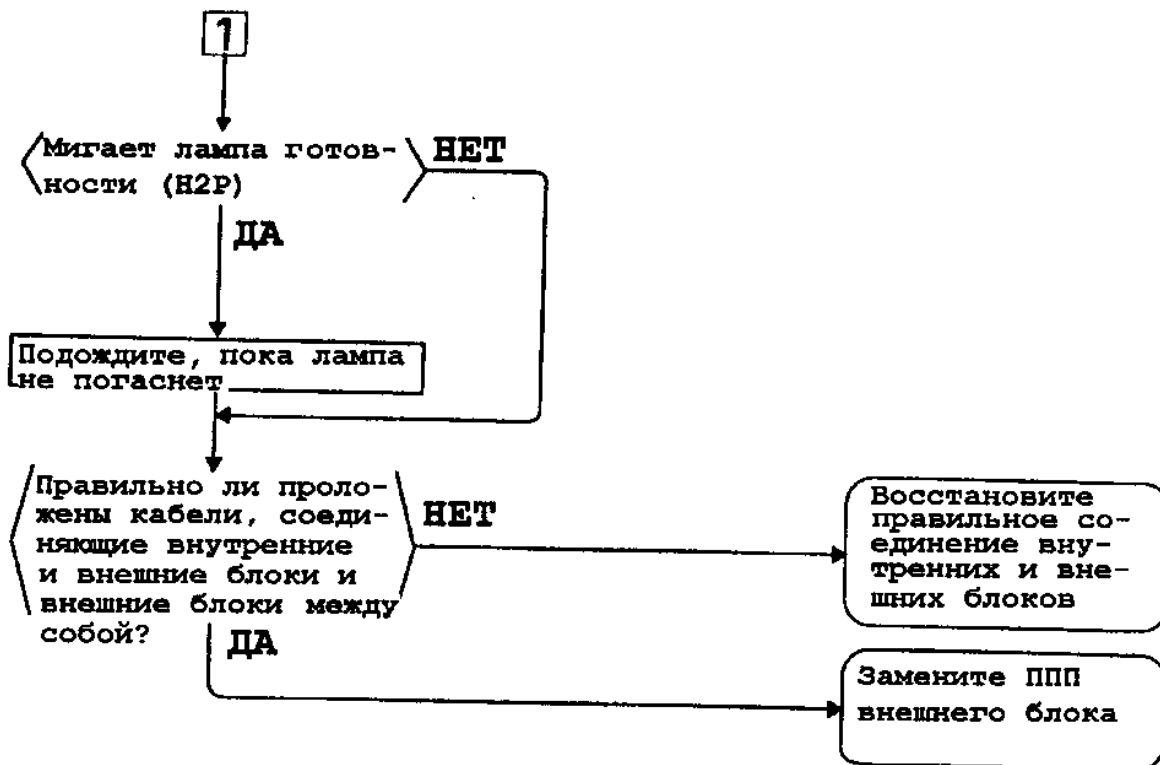 1
Мигает лампа готов-
ности (H2P)
НЕТ
ДА
Подождите, пока лампа
не погаснет
Правильно ли проло-
жены кабели, соеди-
няющие внутренние
и внешние блоки и
внешние блоки между
собой?
НЕТ
Восстановите
правильное со-
единение вну-
тренних и вне-
шних блоков
ДА
Замените ППП
внешнего блока